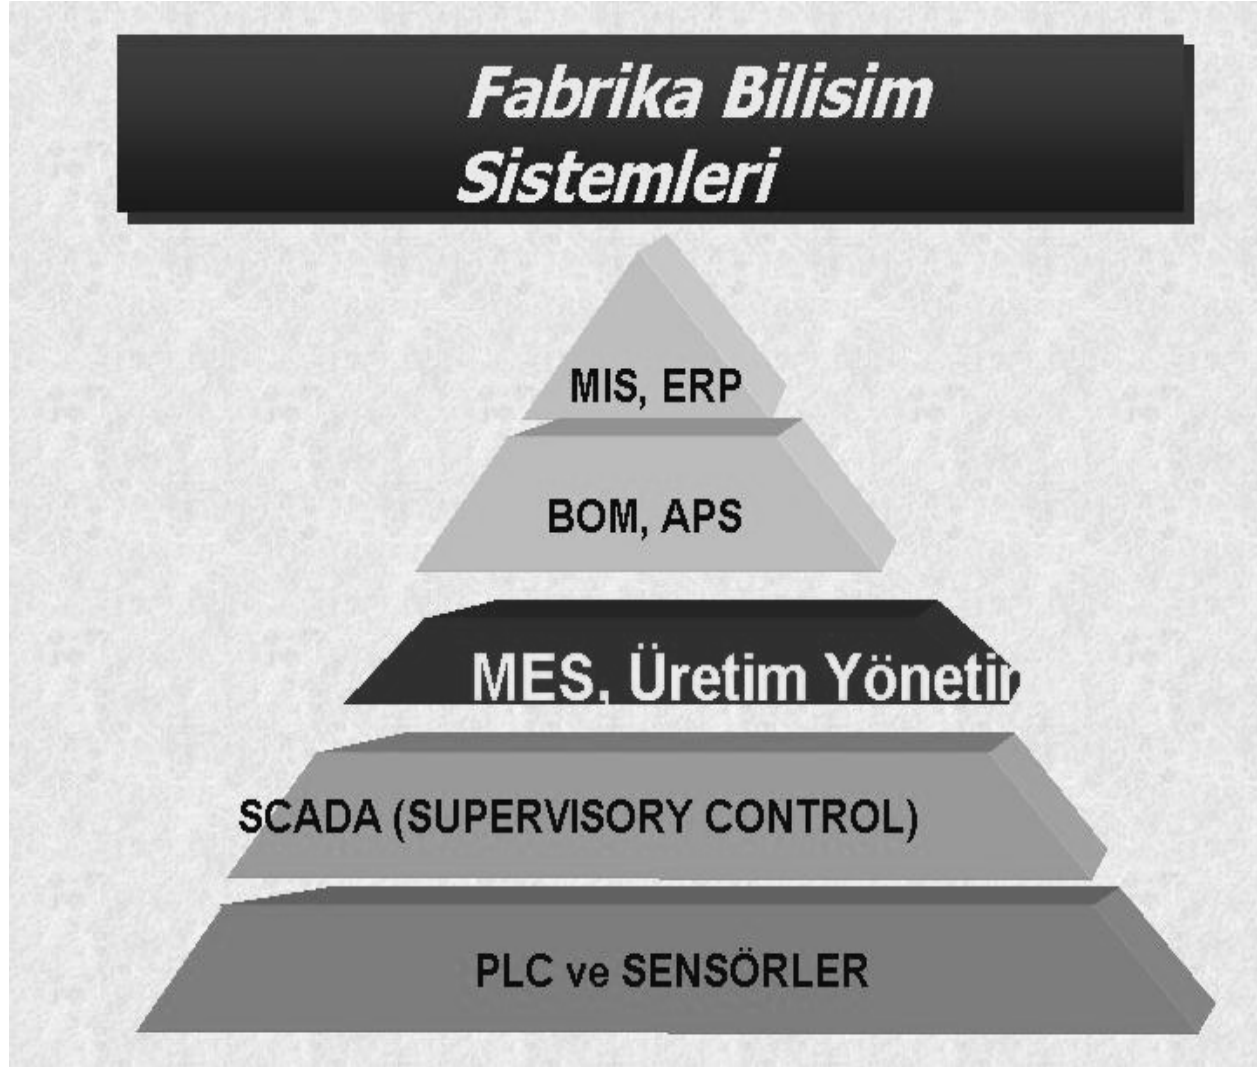 Fabrika Bilisim
Sistemleri
MIS, ERP
BOM, APS
MES, Üretim
SCADA (SUPERVISORY CONTROL)
PLC ve SENSÖRLER